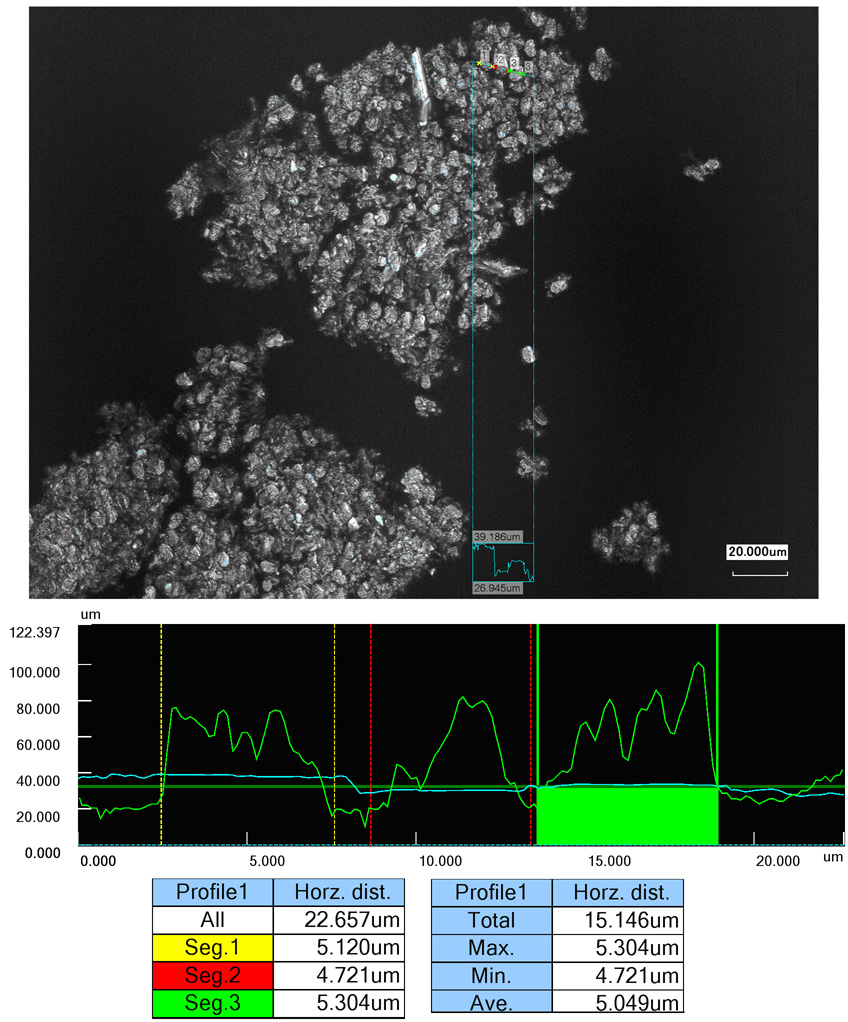 1 2 3 3
39.186um
26.945um
20.000um
um
122.397
100.000
80.000
60.000
40.000
20.000
0.000
0.000 5.000 10.000 15.000 20.000 um
Profile1 Horz. dist.
All 22.657um
Seg.1 5.120um
Seg.2 4.721um
Seg.3 5.304um
Profile1 Horz. dist.
Total 15.146um
Max. 5.304um
Min. 4.721um
Ave. 5.049um